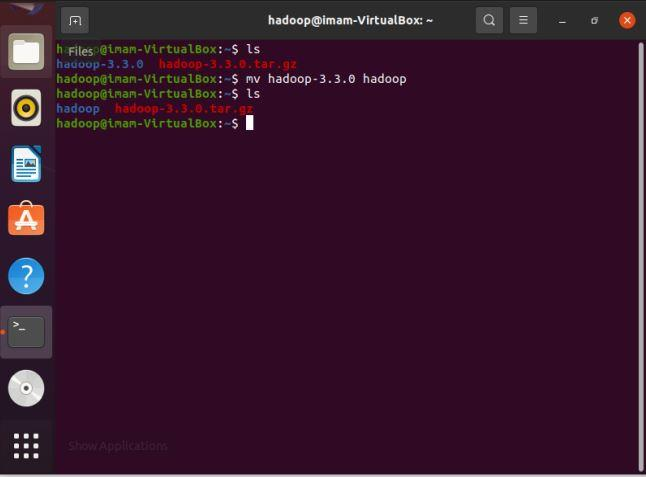 hadoop@imam-VirtualBox: ~
hadoop@imam-VirtualBox:~$ ls
Files
hadoop-3.3.0  hadoop-3.3.0.tar.gz
hadoop@imam-VirtualBox:~$ mv hadoop-3.3.0 hadoop
hadoop@imam-VirtualBox:~$ ls
hadoop  hadoop-3.3.0.tar.gz
hadoop@imam-VirtualBox:~$
Show Applications